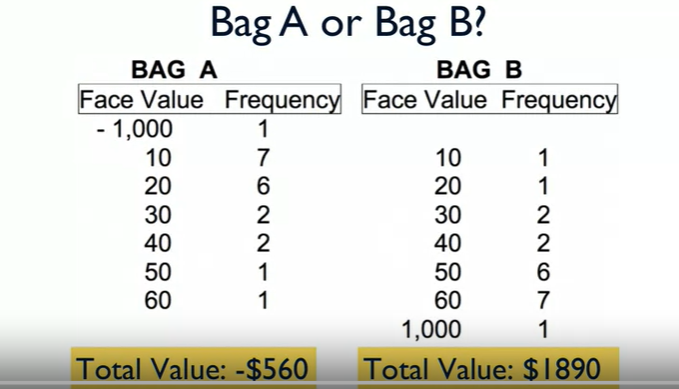 Bag A or Bag B?
BAG A BAG B
Face Value Frequency Face Value Frequency
- 1,000 1
10 7 10 1
20 6 20 1
30 2 30 2
40 2 40 2
50 1 50 6
60 1 60 7
1,000 1
Total Value: -$560 Total Value: $1890